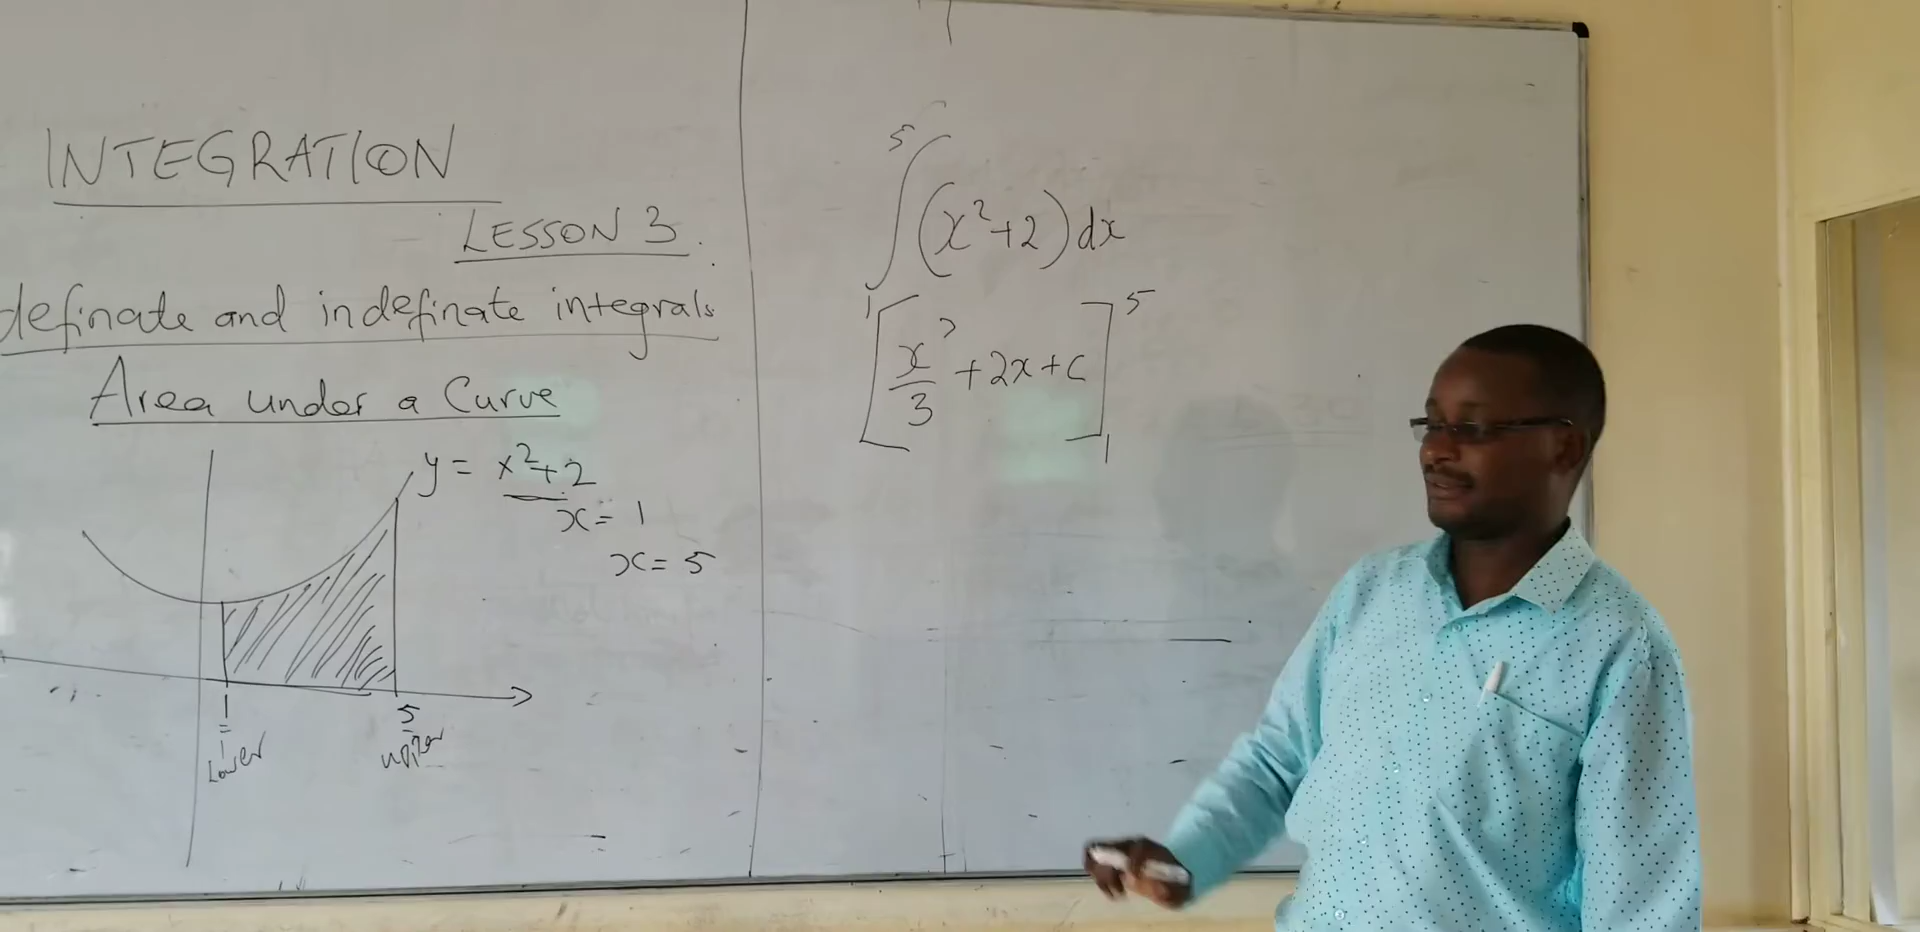 INTEGRATION
LESSON 3.
definate and indefinate integrals
Area under a Curve
y = x²+2
x = 1
x = 5
1
Lower
5
upper
5
∫ (x²+2) dx
1
[x³/3 + 2x + c]
5
1